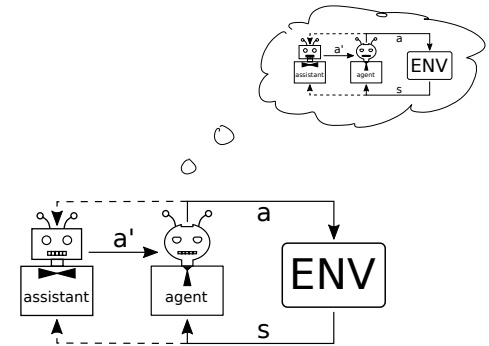 a
a'
ENV
assistant
agent
s
a
a'
ENV
assistant
agent
s